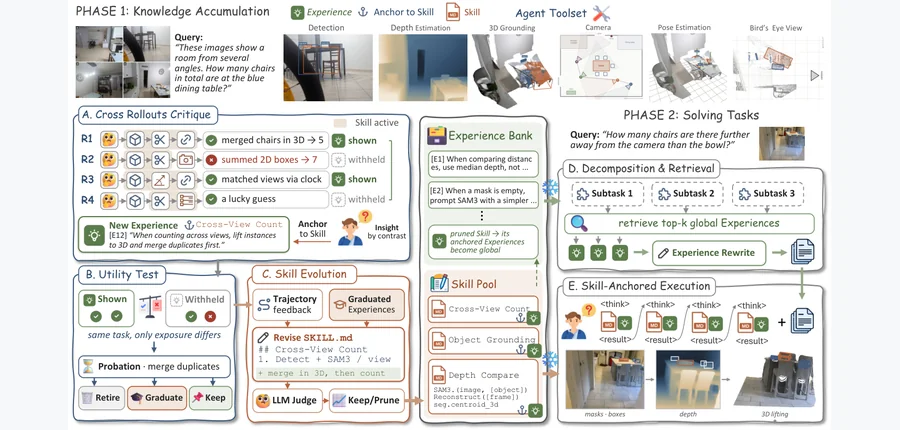 PHASE 1: Knowledge Accumulation
Experience
Anchor to Skill
Skill
Agent Toolset
Query:
"These images show a
room from several
angles. How many chairs
in total are at the blue
dining table?"
Detection
Depth Estimation
3D Grounding
Camera
Pose Estimation
Bird's Eye View
A. Cross Rollouts Critique
Skill active
R1
merged chairs in 3D → 5
shown
R2
summed 2D boxes → 7
withheld
R3
matched views via clock
shown
R4
a lucky guess
withheld
New Experience
Cross-View Count
[E12] "When counting across views, lift instances
to 3D and merge duplicates first."
Anchor
to Skill
Insight
by contrast
B. Utility Test
Shown
Withheld
same task, only exposure differs
Probation · merge duplicates
Retire
Graduate
Keep
C. Skill Evolution
Trajectory
feedback
Graduated
Experiences
Revise SKILL.md
## Cross-View Count
1. Detect + SAM3 / view
+ merge in 3D, then count
LLM Judge
Keep/Prune
Experience Bank
[E1] When comparing distanc
es, use median depth, not ...
[E2] When a mask is empty,
prompt SAM3 with a simpler ...
pruned Skill → its
anchored Experiences
become global
Skill Pool
Cross-View Count
Object Grounding
Depth Compare
SAM3.(image, [object])
Reconstruct([frame])
seg.centroid_3d
PHASE 2: Solving Tasks
Query: "How many chairs are there further
away from the camera than the bowl?"
D. Decomposition & Retrieval
Subtask 1
Subtask 2
Subtask 3
retrieve top-k global Experiences
Experience Rewrite
E. Skill-Anchored Execution
<think>
<think>
<think>
<think>
<result>
<result>
<result>
<result>
masks · boxes
depth
3D lifting